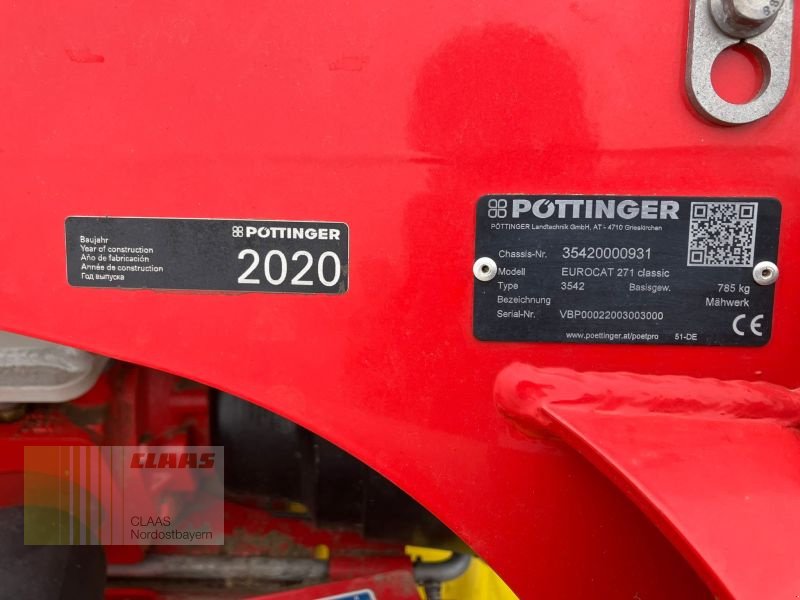 PÖTTINGER
Baujahr
Year of construction
Año de fabricación
Année de construction
Год выпуска
2020
PÖTTINGER
PÖTTINGER Landtechnik GmbH, AT - 4710 Grieskirchen
Chassis-Nr. 35420000931
Modell EUROCAT 271 classic
Type 3542 Basisgew. 785 kg
Bezeichnung Mähwerk
Serial-Nr. VBP00022003003000
www.poettinger.at/poetpro 51-DE
CE
CLAAS
CLAAS
Nordostbayern